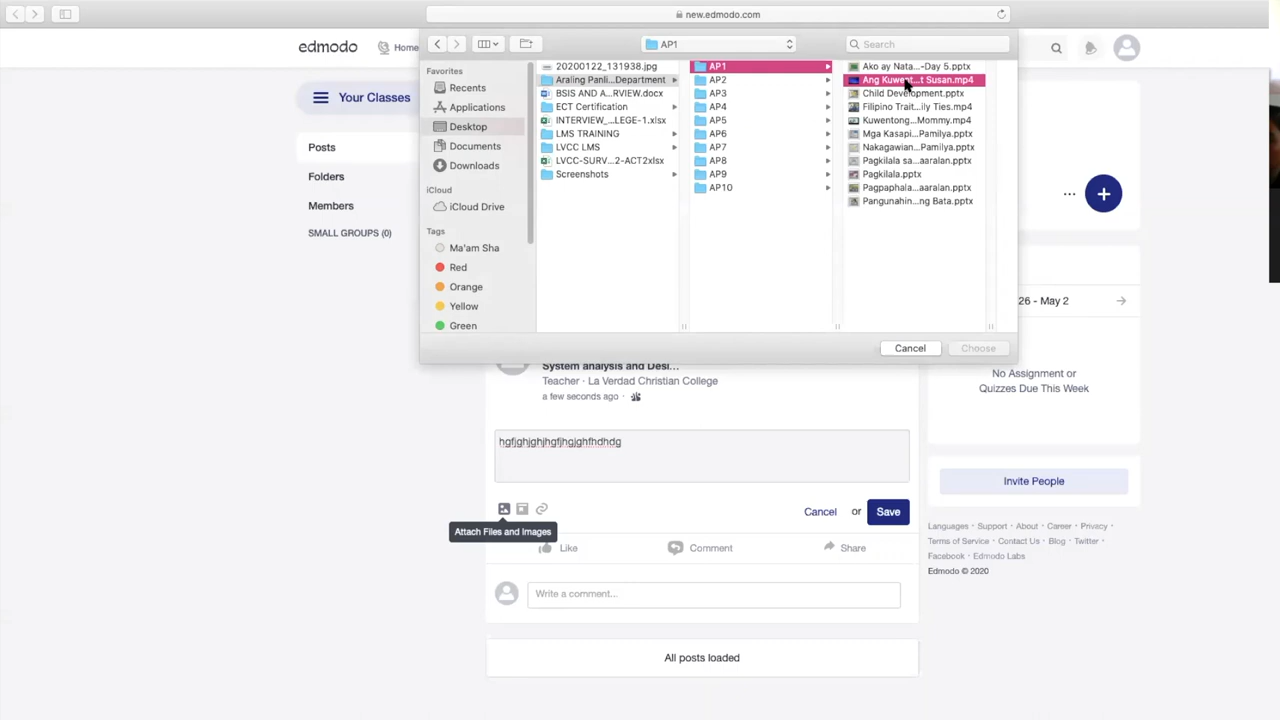 new.edmodo.com
edmodo
Home
AP1
Search
Your Classes
Posts
Folders
Members
SMALL GROUPS (0)
Favorites
Recents
Applications
Desktop
Documents
Downloads
iCloud
iCloud Drive
Tags
Ma'am Sha
Red
Orange
Yellow
Green
20200122_131938.jpg
Araling Panli...Department
BSIS AND A...RVIEW.docx
ECT Certification
INTERVIEW_...LEGE-1.xlsx
LMS TRAINING
LVCC LMS
LVCC-SURV...2-ACT2xlsx
Screenshots
AP1
AP2
AP3
AP4
AP5
AP6
AP7
AP8
AP9
AP10
Ako ay Nata...-Day 5.pptx
Ang Kuwent...t Susan.mp4
Child Development.pptx
Filipino Trait...ily Ties.mp4
Kuwentong...Mommy.mp4
Mga Kasapi...Pamilya.pptx
Nakagawian...Pamilya.pptx
Pagkilala sa...aaralan.pptx
Pagkilala.pptx
Pagpaphala...aaralan.pptx
Pangunahin...ng Bata.pptx
Cancel
Choose
26 - May 2
No Assignment or
Quizzes Due This Week
Invite People
Languages · Support · About · Career · Privacy ·
Terms of Service · Contact Us · Blog · Twitter ·
Facebook · Edmodo Labs
Edmodo © 2020
System analysis and Desi...
Teacher · La Verdad Christian College
a few seconds ago ·
hgfjghjghjhgfjhgjghfhdhdg
Cancel or Save
Attach Files and Images
Like
Comment
Share
Write a comment...
All posts loaded